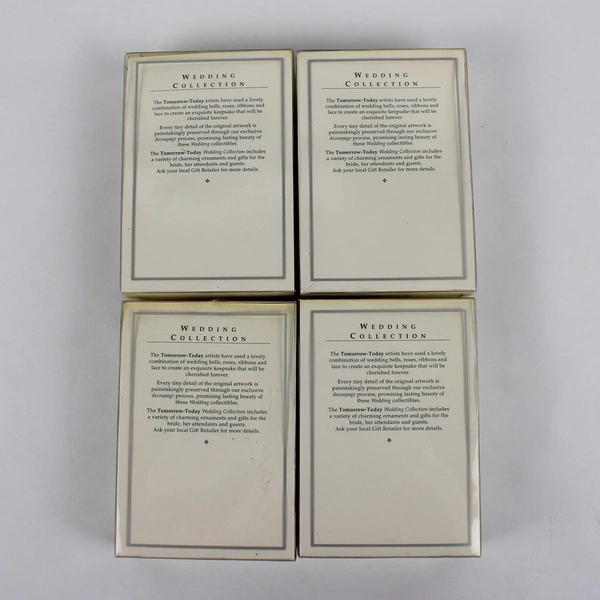 WEDDING
COLLECTION
The Tomorrow-Today artists have used a lovely
combination of wedding bells, roses, ribbons and
lace to create an exquisite keepsake that will be
cherished forever.
Every tiny detail of the original artwork is
painstakingly preserved through our exclusive
decoupage process, promising lasting beauty of
these Wedding collectibles.
The Tomorrow-Today Wedding Collection includes
a variety of charming ornaments and gifts for the
bride, her attendants and guests.
Ask your local Gift Retailer for more details.
WEDDING
COLLECTION
The Tomorrow-Today artists have used a lovely
combination of wedding bells, roses, ribbons and
lace to create an exquisite keepsake that will be
cherished forever.
Every tiny detail of the original artwork is
painstakingly preserved through our exclusive
decoupage process, promising lasting beauty of
these Wedding collectibles.
The Tomorrow-Today Wedding Collection includes
a variety of charming ornaments and gifts for the
bride, her attendants and guests.
Ask your local Gift Retailer for more details.
WEDDING
COLLECTION
The Tomorrow-Today artists have used a lovely
combination of wedding bells, roses, ribbons and
lace to create an exquisite keepsake that will be
cherished forever.
Every tiny detail of the original artwork is
painstakingly preserved through our exclusive
decoupage process, promising lasting beauty of
these Wedding collectibles.
The Tomorrow-Today Wedding Collection includes
a variety of charming ornaments and gifts for the
bride, her attendants and guests.
Ask your local Gift Retailer for more details.
WEDDING
COLLECTION
The Tomorrow-Today artists have used a lovely
combination of wedding bells, roses, ribbons and
lace to create an exquisite keepsake that will be
cherished forever.
Every tiny detail of the original artwork is
painstakingly preserved through our exclusive
decoupage process, promising lasting beauty of
these Wedding collectibles.
The Tomorrow-Today Wedding Collection includes
a variety of charming ornaments and gifts for the
bride, her attendants and guests.
Ask your local Gift Retailer for more details.